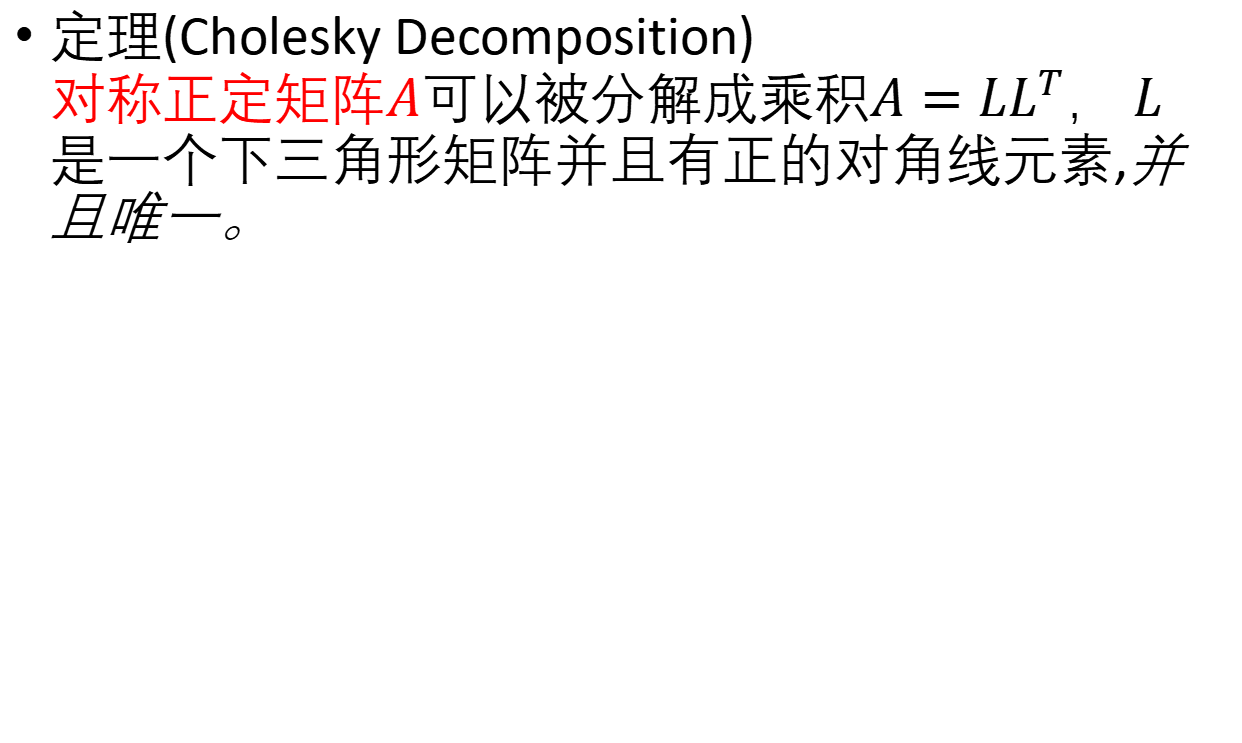 • 定理(Cholesky Decomposition)
对称正定矩阵A可以被分解成乘积A = LLᵀ, L
是一个下三角形矩阵并且有正的对角线元素,并
且唯一。